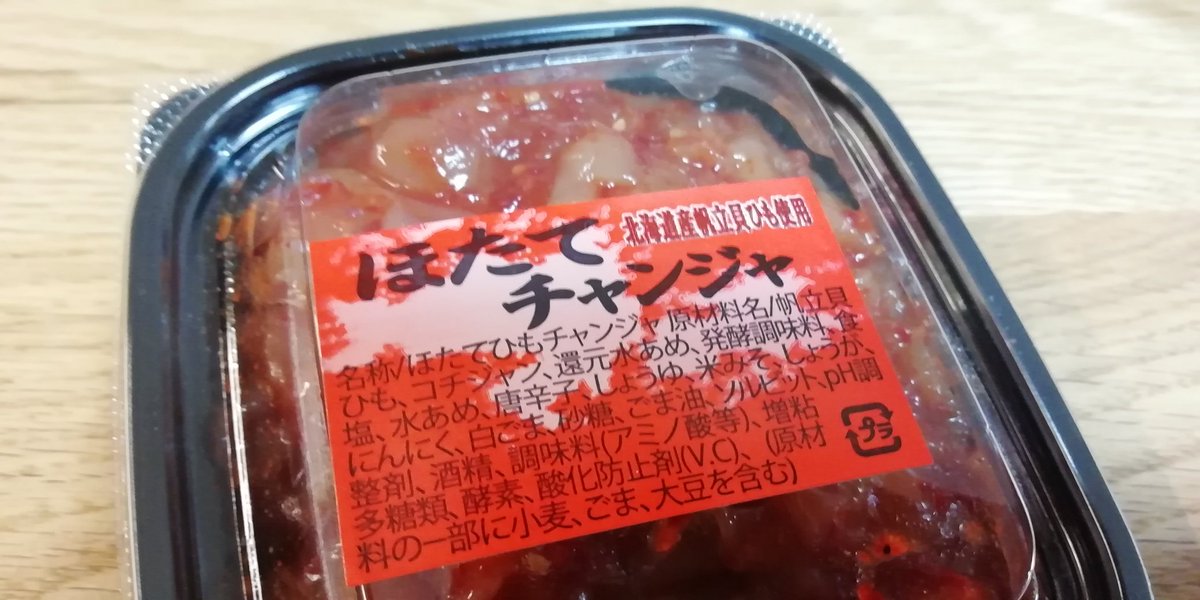 北海道産帆立貝ひも使用
ほたて
チャンジャ
名称/ほたてひもチャンジャ 原材料名/帆立貝
ひも、コチジャン、還元水あめ、発酵調味料、食
塩、水あめ、唐辛子、しょうゆ、米みそ、しょうが、
にんにく、白ごま、砂糖、ごま油、ソルビット、pH調
整剤、酒精、調味料(アミノ酸等)、増粘
多糖類、酵素、酸化防止剤(V.C)、(原材
料の一部に小麦、ごま、大豆を含む)
プラ